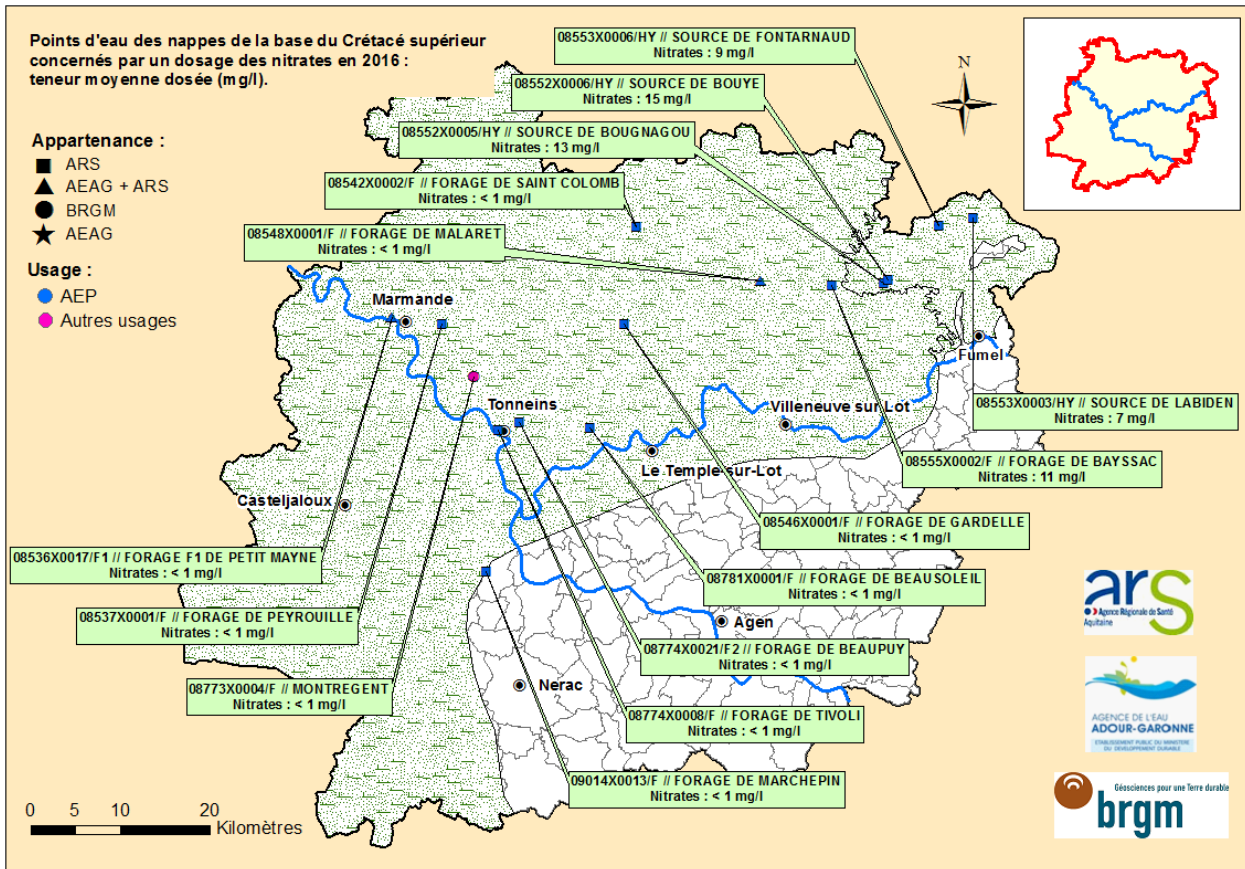 Points d'eau des nappes de la base du Crétacé supérieur
concernés par un dosage des nitrates en 2016 :
teneur moyenne dosée (mg/l).
Appartenance :
ARS
AEAG + ARS
BRGM
AEAG
Usage :
AEP
Autres usages
N
08553X0006/HY // SOURCE DE FONTARNAUD
Nitrates : 9 mg/l
08552X0006/HY // SOURCE DE BOUYE
Nitrates : 15 mg/l
08552X0005/HY // SOURCE DE BOUGNAGOU
Nitrates : 13 mg/l
08542X0002/F // FORAGE DE SAINT COLOMB
Nitrates : < 1 mg/l
08548X0001/F // FORAGE DE MALARET
Nitrates : < 1 mg/l
Marmande
Fumel
Tonneins
Villeneuve sur Lot
Le Temple-sur-Lot
Casteljaloux
Agen
Nerac
08553X0003/HY // SOURCE DE LABIDEN
Nitrates : 7 mg/l
08555X0002/F // FORAGE DE BAYSSAC
Nitrates : 11 mg/l
08546X0001/F // FORAGE DE GARDELLE
Nitrates : < 1 mg/l
08536X0017/F1 // FORAGE F1 DE PETIT MAYNE
Nitrates : < 1 mg/l
08781X0001/F // FORAGE DE BEAUSOLEIL
Nitrates : < 1 mg/l
08537X0001/F // FORAGE DE PEYROUILLE
Nitrates : < 1 mg/l
08774X0021/F2 // FORAGE DE BEAUPUY
Nitrates : < 1 mg/l
08773X0004/F // MONTREGENT
Nitrates : < 1 mg/l
08774X0008/F // FORAGE DE TIVOLI
Nitrates : < 1 mg/l
09014X0013/F // FORAGE DE MARCHEPIN
Nitrates : < 1 mg/l
0 5 10 20
Kilomètres
ars
Agence Régionale de Santé
Aquitaine
AGENCE DE L'EAU
ADOUR-GARONNE
ETABLISSEMENT PUBLIC DU MINISTERE
DU DEVELOPPEMENT DURABLE
Géosciences pour une Terre durable
brgm